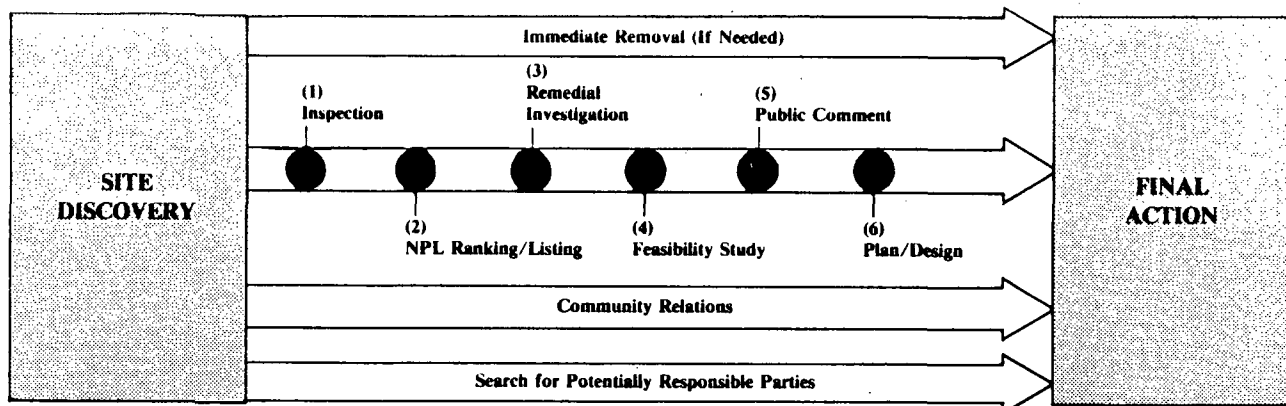 Immediate Removal (If Needed)
(1)
Inspection
(3)
Remedial
Investigation
(5)
Public Comment
SITE
DISCOVERY
FINAL
ACTION
(2)
NPL Ranking/Listing
(4)
Feasibility Study
(6)
Plan/Design
Community Relations
Search for Potentially Responsible Parties